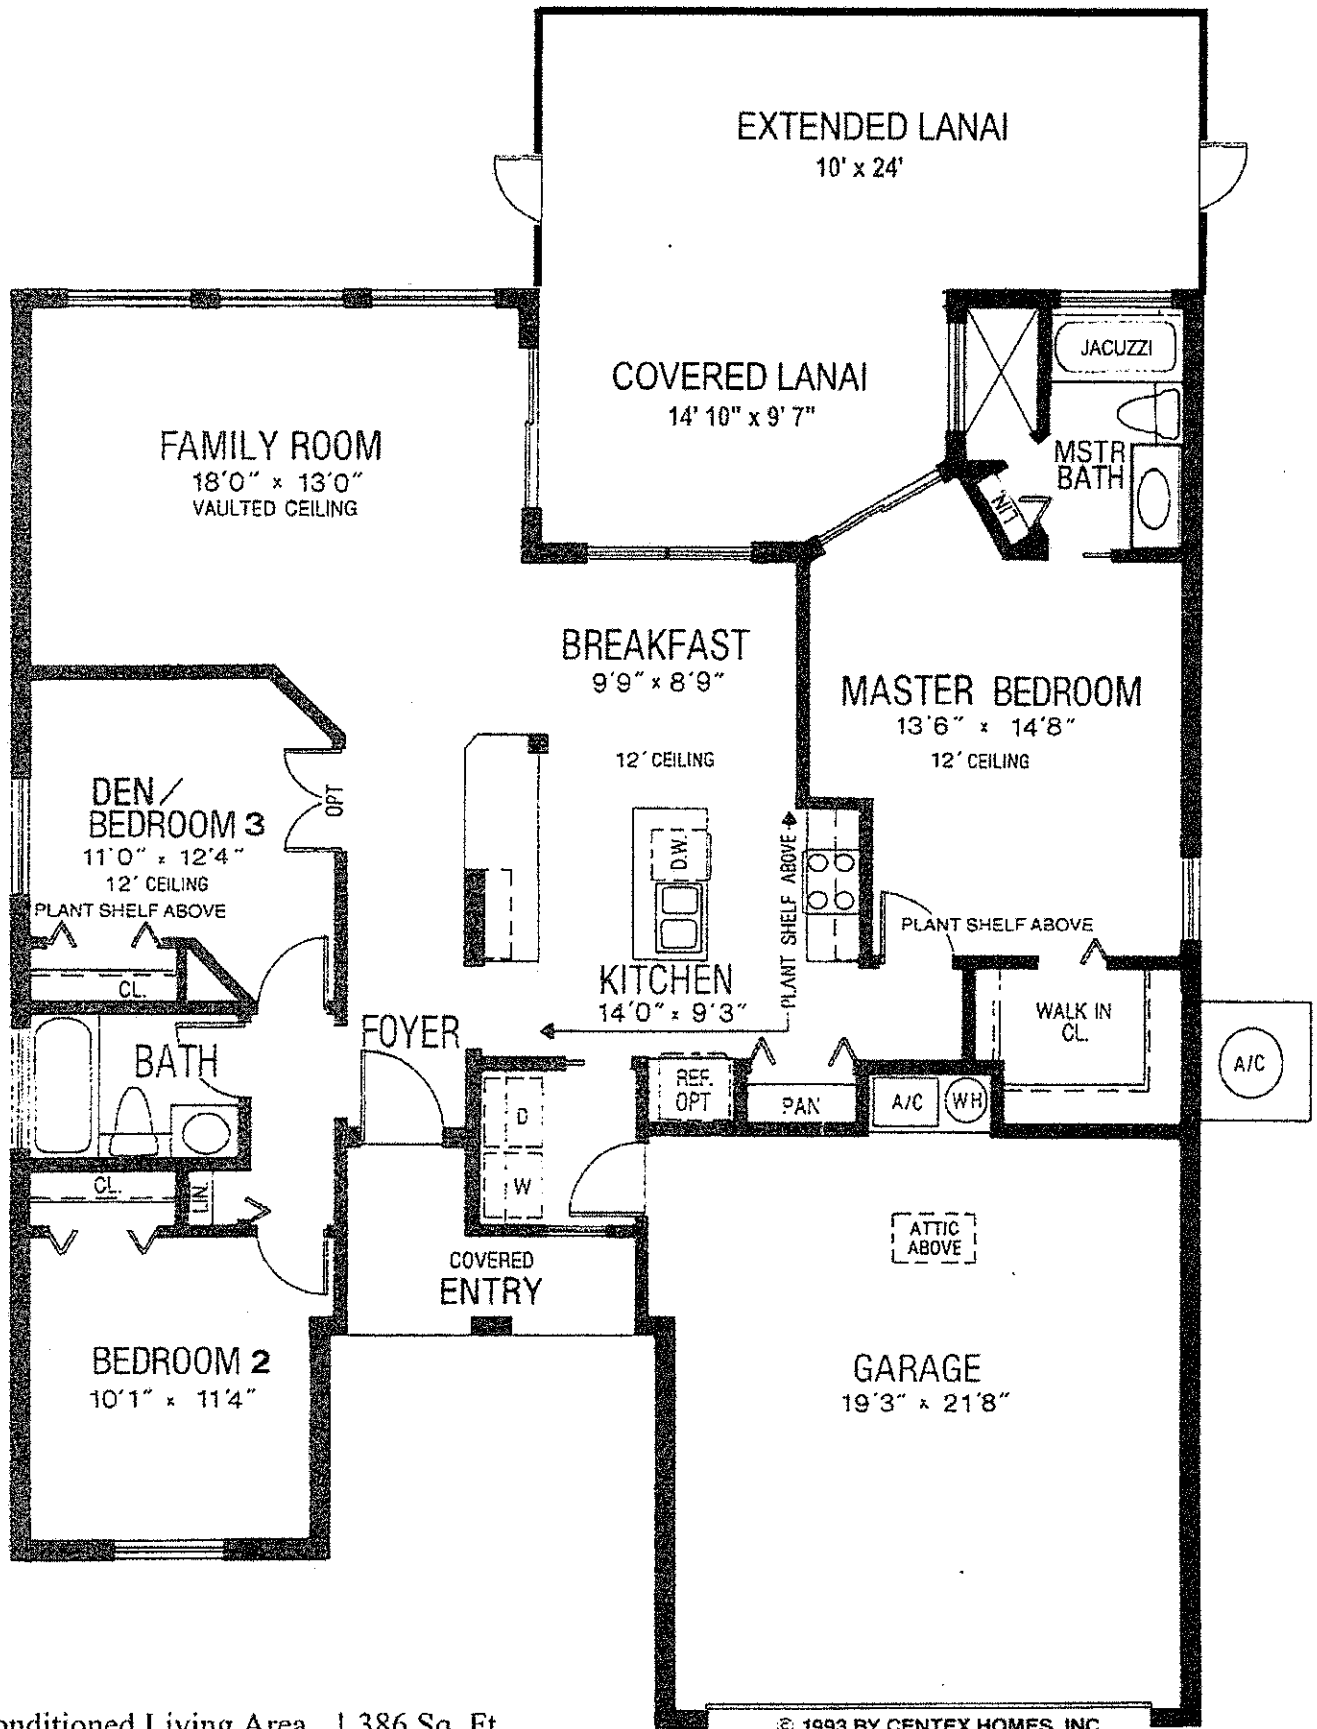 EXTENDED LANAI
10' x 24'
COVERED LANAI
14' 10" x 9' 7"
JACUZZI
MSTR
BATH
LIN
FAMILY ROOM
18'0" x 13'0"
VAULTED CEILING
BREAKFAST
9'9" x 8'9"
12' CEILING
MASTER BEDROOM
13'6" x 14'8"
12' CEILING
DEN/
BEDROOM 3
11'0" x 12'4"
12' CEILING
PLANT SHELF ABOVE
OPT
D.W.
PLANT SHELF ABOVE
PLANT SHELF ABOVE
CL.
KITCHEN
14'0" x 9'3"
WALK IN
CL.
FOYER
BATH
A/C
REF.
OPT
PAN
A/C
WH
D
W
CL.
LIN.
ATTIC
ABOVE
COVERED
ENTRY
BEDROOM 2
10'1" x 11'4"
GARAGE
19'3" x 21'8"
onditioned Living Area 1,386 Sq. Ft.
© 1993 BY CENTEX HOMES, INC